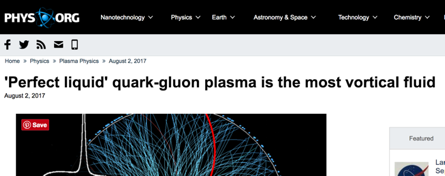 PHYS ORG Nanotechnology Physics Earth Astronomy & Space Technology Chemistry
Home > Physics > Plasma Physics > August 2, 2017
'Perfect liquid' quark-gluon plasma is the most vortical fluid
August 2, 2017
Save
Featured